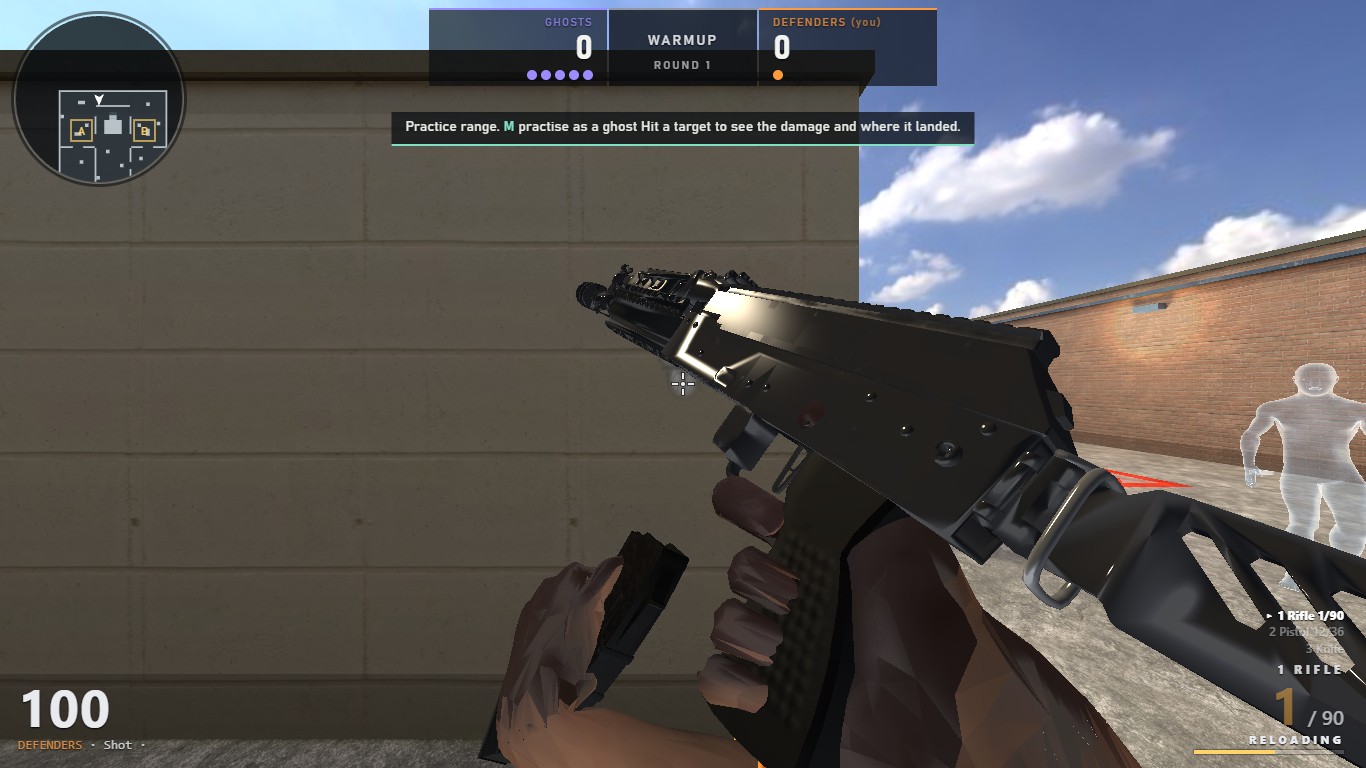 GHOSTS
0
WARMUP
ROUND 1
DEFENDERS (you)
0
A
B
Practice range. M practise as a ghost Hit a target to see the damage and where it landed.
▸ 1 Rifle 1/90
2 Pistol 12/36
3 Knife
1 RIFLE
1 / 90
RELOADING
100
DEFENDERS · Shot ·